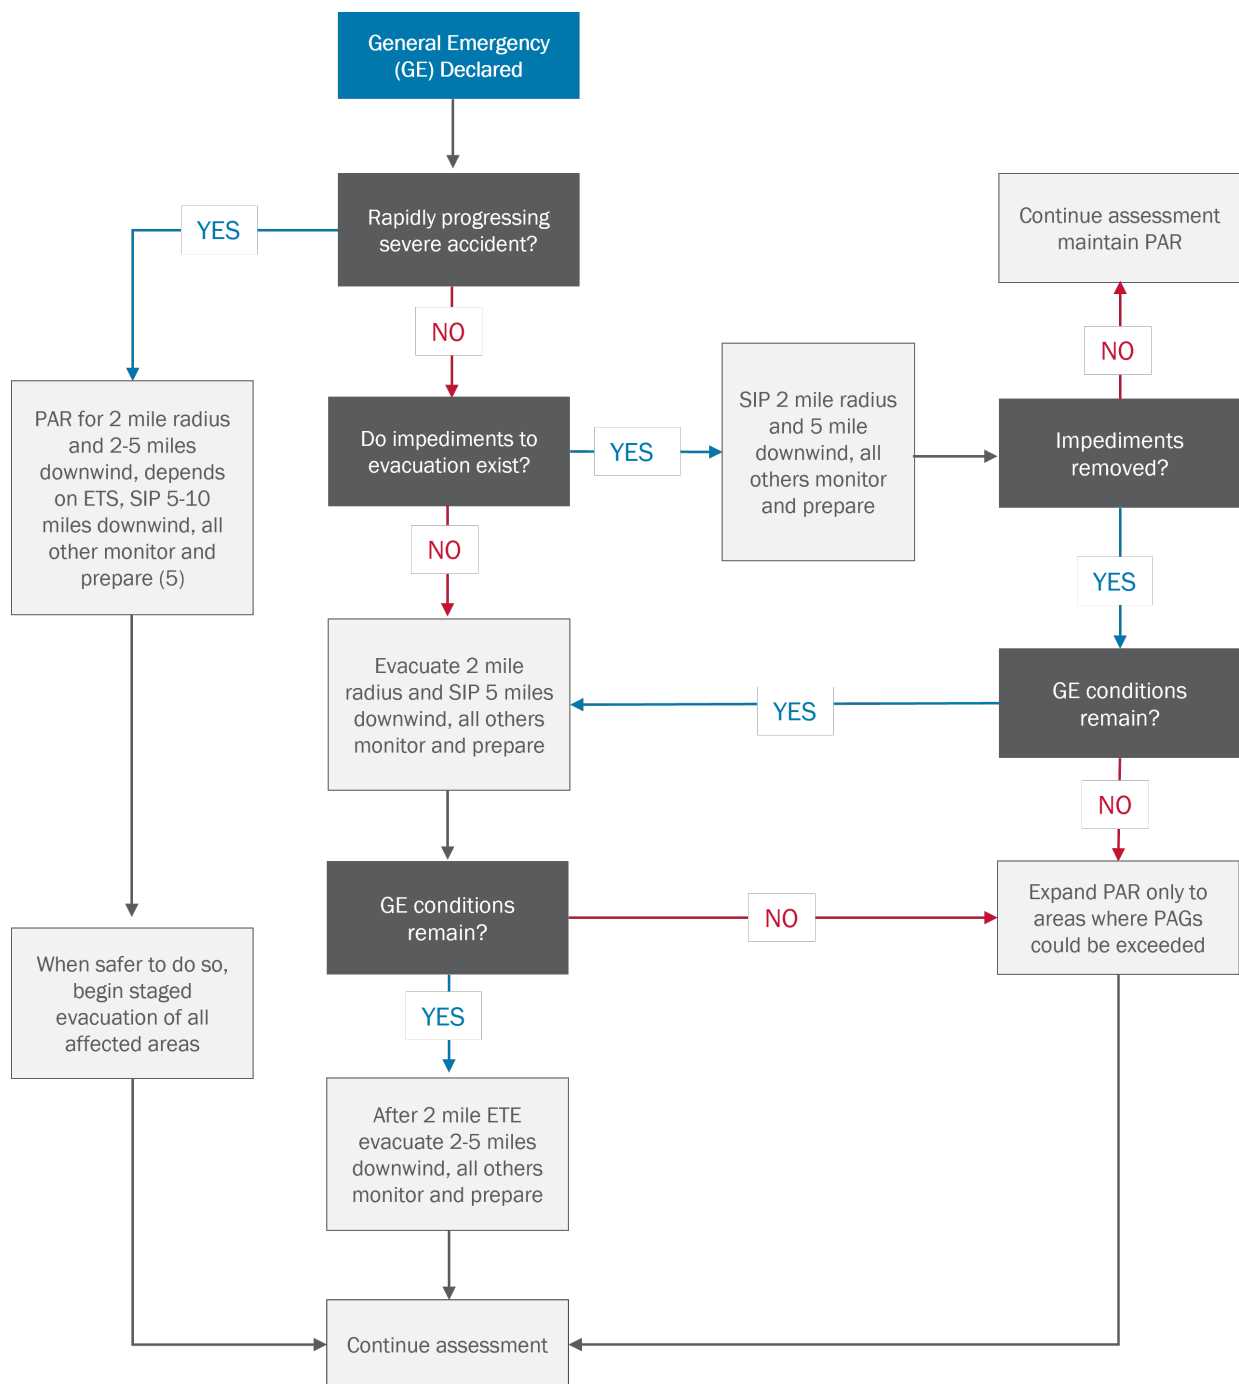 General Emergency
(GE) Declared
Rapidly progressing
severe accident?
YES
NO
Continue assessment
maintain PAR
NO
PAR for 2 mile radius
and 2-5 miles
downwind, depends
on ETS, SIP 5-10
miles downwind, all
other monitor and
prepare (5)
Do impediments to
evacuation exist?
YES
SIP 2 mile radius
and 5 mile
downwind, all
others monitor
and prepare
Impediments
removed?
NO
YES
Evacuate 2 mile
radius and SIP 5 miles
downwind, all others
monitor and prepare
YES
GE conditions
remain?
NO
GE conditions
remain?
NO
Expand PAR only to
areas where PAGs
could be exceeded
When safer to do so,
begin staged
evacuation of all
affected areas
YES
After 2 mile ETE
evacuate 2-5 miles
downwind, all others
monitor and prepare
Continue assessment